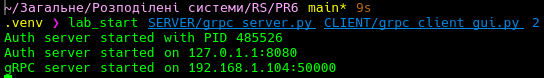 ~/Загальне/Розподілені системи/RS/PR6 main* 9s
.venv ❯ lab_start SERVER/grpc_server.py CLIENT/grpc_client_gui.py 2
Auth server started with PID 485526
Auth server started on 127.0.1.1:8080
gRPC server started on 192.168.1.104:50000